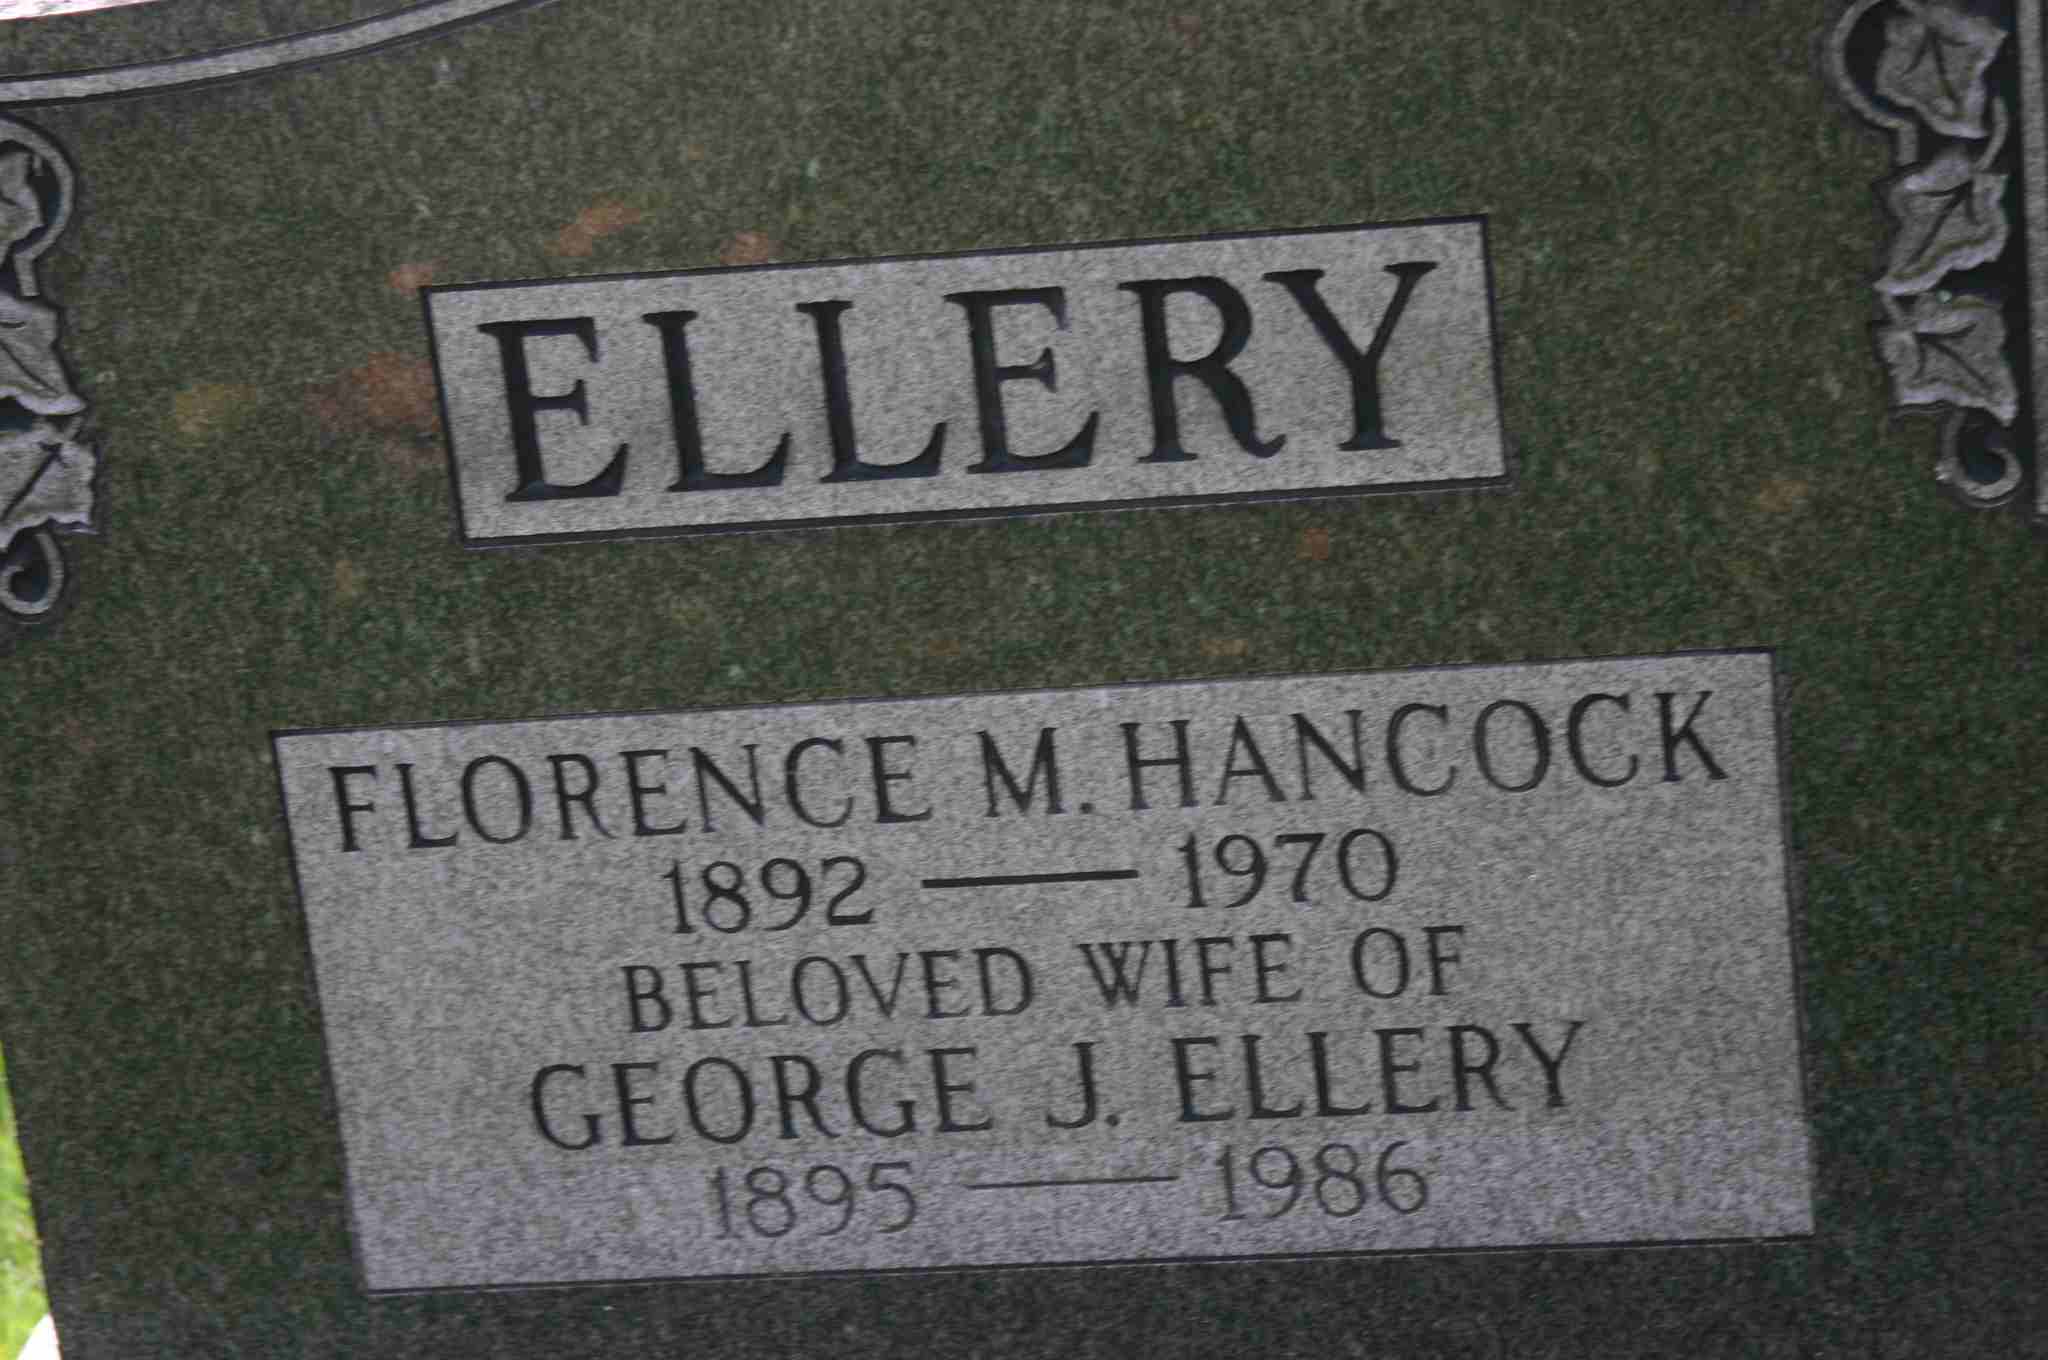 ELLERY
FLORENCE M. HANCOCK
1892 — 1970
BELOVED WIFE OF
GEORGE J. ELLERY
1895 — 1986